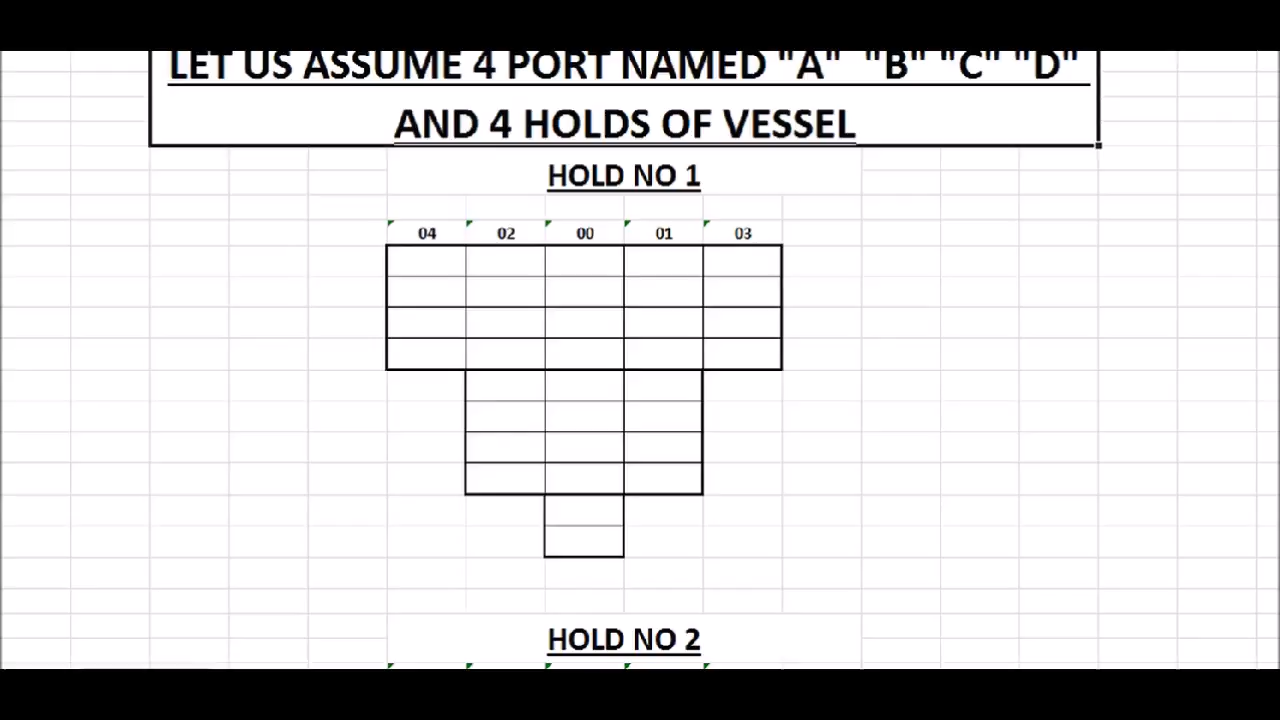 LET US ASSUME 4 PORT NAMED "A"  "B" "C" "D"
AND 4 HOLDS OF VESSEL
HOLD NO 1
04 02 00 01 03
HOLD NO 2